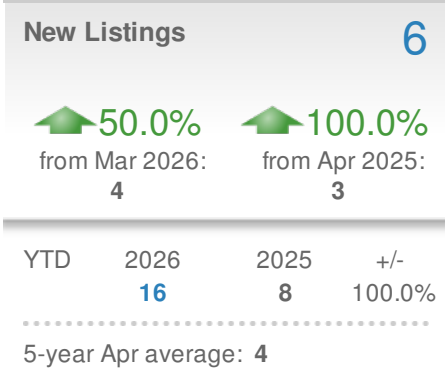 New Listings 6
50.0% 100.0%
from Mar 2026: from Apr 2025:
4 3
YTD 2026 2025 +/-
16 8 100.0%
5-year Apr average: 4